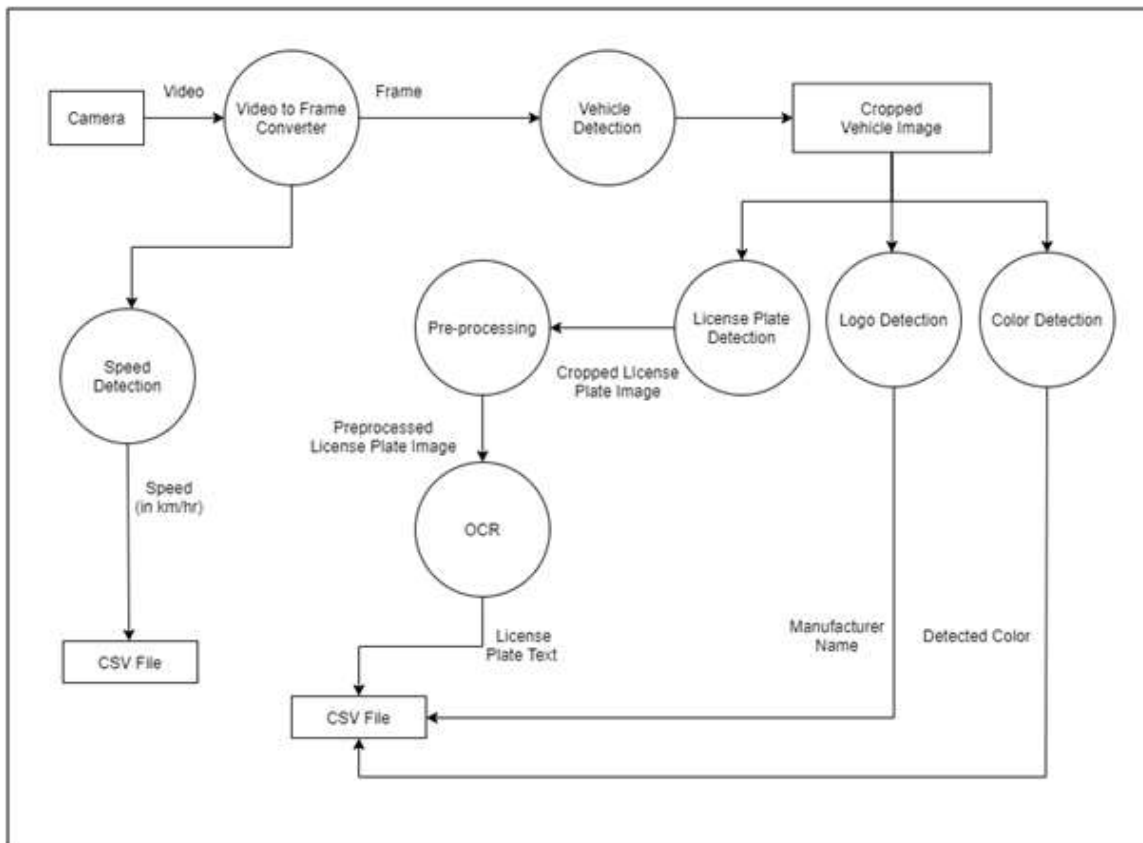 Camera
Video
Video to Frame
Converter
Frame
Vehicle
Detection
Cropped
Vehicle Image
Pre-processing
License Plate
Detection
Logo Detection
Color Detection
Cropped License
Plate Image
Speed
Detection
Preprocessed
License Plate Image
Speed
(in km/hr)
OCR
License
Plate Text
Manufacturer
Name
Detected Color
CSV File
CSV File